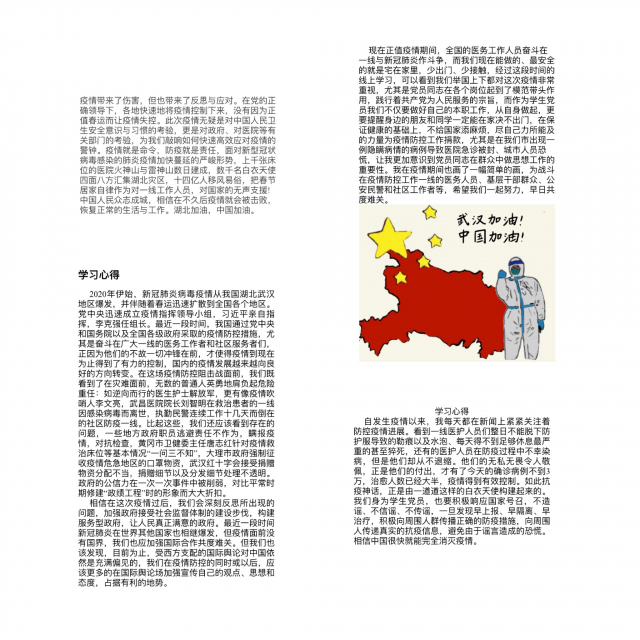 疫情带来了伤害，但也带来了反思与应对。在党的正
确领导下，各地快速地将疫情控制下来，没有因为正
值春运而让疫情失控。此次疫情无疑是对中国人民卫
生安全意识与习惯的考验，更是对政府、对医院等有
关部门的考验，为我们敲响如何快速高效应对疫情的
警钟。疫情就是命令，防疫就是责任，面对新型冠状
病毒感染的肺炎疫情加快蔓延的严峻形势，上千张床
位的医院火神山与雷神山数日建成，数千名白衣天使
四面八方汇集湖北灾区，十四亿人移风易俗，把春节
居家自律作为对一线工作人员，对国家的无声支援!
中国人民众志成城，相信在不久后疫情就会被击败，
恢复正常的生活与工作。湖北加油，中国加油。
学习心得
2020年伊始，新冠肺炎病毒疫情从我国湖北武汉
地区爆发，并伴随着春运迅速扩散到全国各个地区。
党中央迅速成立疫情指挥领导小组，习近平亲自指
挥，李克强任组长。最近一段时间，我国通过党中央
和国务院以及全国各级政府采取的疫情防控措施，尤
其是奋斗在广大一线的医务工作者和社区服务者们，
正因为他们的不故一切冲锋在前，才使得疫情到现在
为止得到了有力的控制，国内的疫情发展越来越向良
好的方向转变。在这场疫情防控阻击战面前，我们既
看到了在灾难面前，无数的普通人英勇地肩负起危险
重任：如逆向而行的医生护士解放军，更有像疫情吹
哨人李文亮，武昌医院院长刘智明在救治患者的一线
因感染病毒而离世，执勤民警连续工作十几天而倒在
的社区防疫一线。比起这些，我们还应该看到存在的
问题，一些地方政府职员逃避责任不作为，瞒报疫
情，对抗检查，黄冈市卫健委主任唐志红针对疫情救
治床位等基本情况“一问三不知”，大理市政府强制征
收疫情危急地区的口罩物资，武汉红十字会接受捐赠
物资分配不当，捐赠细节以及分发细节处理不透明。
政府的公信力在一次一次事件中被削弱，对比平常时
期修建“政绩工程”时的形象而大大折扣。
相信在这次疫情过后，我们会深刻反思所出现的
问题，加强政府接受社会监督体制的建设步伐，构建
服务型政府，让人民真正满意的政府。最近一段时间
新冠肺炎在世界其他国家也相继爆发，但疫情面前没
有国界，我们也应加强国际合作共度难关。但我们也
该发现，目前为止，受西方支配的国际舆论对中国依
然是充满偏见的，我们在疫情防控的同时或以后，应
该更多的在国际舆论场加强宣传自己的观点、思想和
态度，占据有利的地势。
现在正值疫情期间，全国的医务工作人员奋斗在
一线与新冠肺炎作斗争，而我们现在能做的、最安全
的就是宅在家里，少出门、少接触，经过这段时间的
线上学习，可以看到我们举国上下都对这次疫情非常
重视，尤其是党员同志在各个岗位起到了模范带头作
用，践行着共产党为人民服务的宗旨，而作为学生党
员我们不仅要做好自己的本职工作，从自身做起，更
要提醒身边的朋友和同学一定能在家决不出门，在保
证健康的基础上，不给国家添麻烦，尽自己力所能及
的力量为疫情防控工作捐款，尤其是在我们市出现一
例隐瞒病情的病例导致医院急诊被封、城市人员恐
慌，让我更加意识到党员同志在群众中做思想工作的
重要性。我在疫情期间也画了一幅简单的画，为战斗
在疫情防控工作一线的医务人员、基层干部群众、公
安民警和社区工作者等，希望我们一起努力，早日共
度难关。
武汉加油!
中国加油!
学习心得
自发生疫情以来，我每天都在新闻上紧紧关注着
防控疫情进展。看到一线医护人员们整日不能脱下防
护服导致的勒痕以及水泡、每天得不到足够休息最严
重的甚至猝死，还有的医护人员在防疫过程中不幸染
病，但是他们却从不退缩。他们的无私无畏令人敬
佩，正是他们的付出，才有了今天的确诊病例不到3
万，治愈人数已经大半，疫情得到有效控制。如此抗
疫神话，正是由一道道这样的白衣天使构建起来的。
我们身为学生党员，也要积极响应国家号召，不造
谣、不信谣、不传谣，一旦发现早上报、早隔离、早
治疗，积极向周围人群传播正确的防疫措施，向周围
人传递真实的抗疫信息，避免由于谣言造成的恐慌。
相信中国很快就能完全消灭疫情。